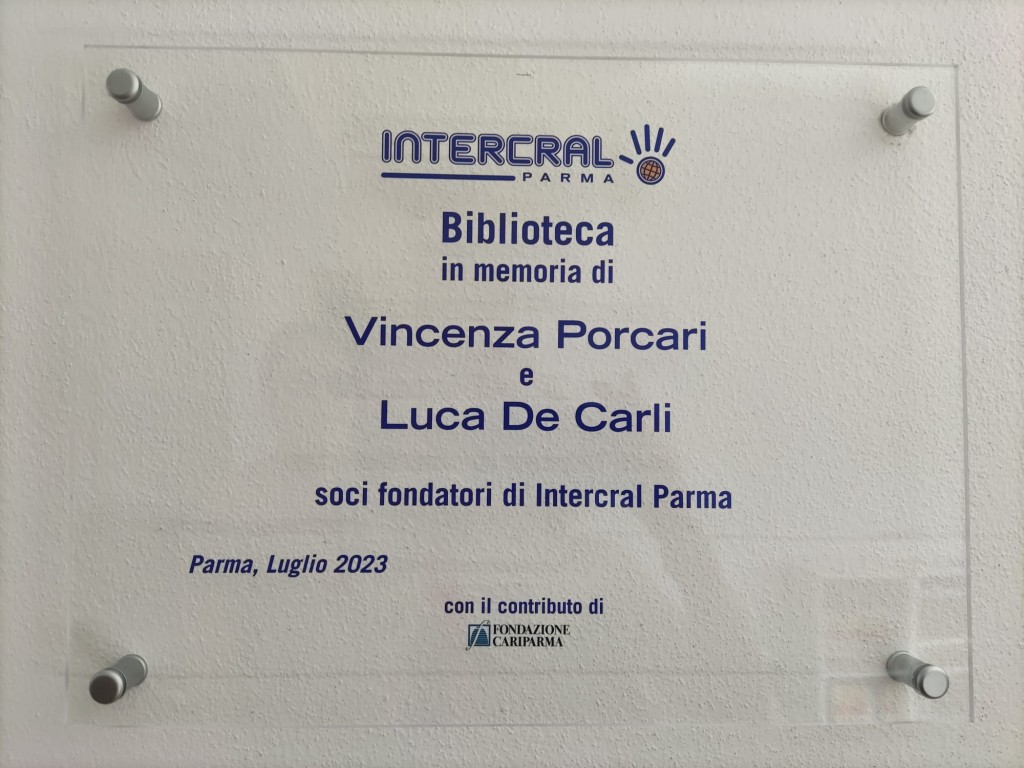 INTERCRAL
PARMA
Biblioteca
in memoria di
Vincenza Porcari
e
Luca De Carli
soci fondatori di Intercral Parma
Parma, Luglio 2023
con il contributo di
FONDAZIONE
CARIPARMA